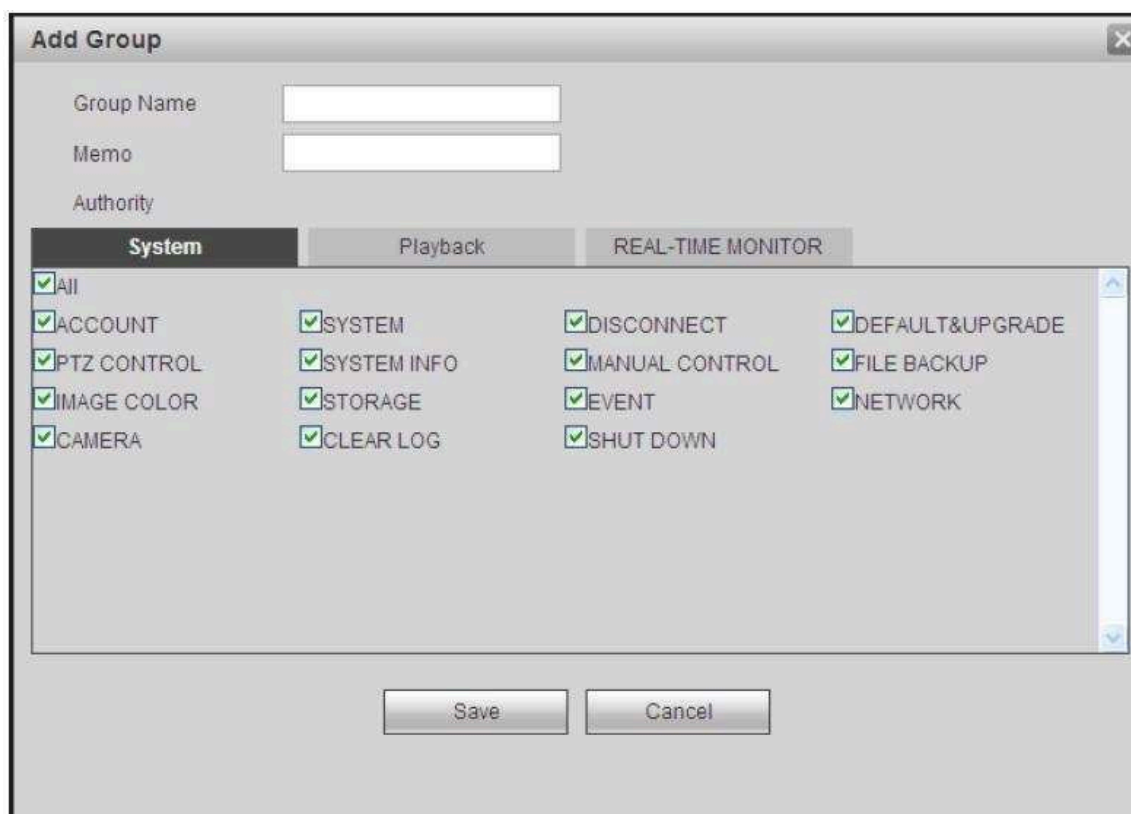 Add Group
Group Name
Memo
Authority
System Playback REAL-TIME MONITOR
All
ACCOUNT SYSTEM DISCONNECT DEFAULT&UPGRADE
PTZ CONTROL SYSTEM INFO MANUAL CONTROL FILE BACKUP
IMAGE COLOR STORAGE EVENT NETWORK
CAMERA CLEAR LOG SHUT DOWN
Save Cancel